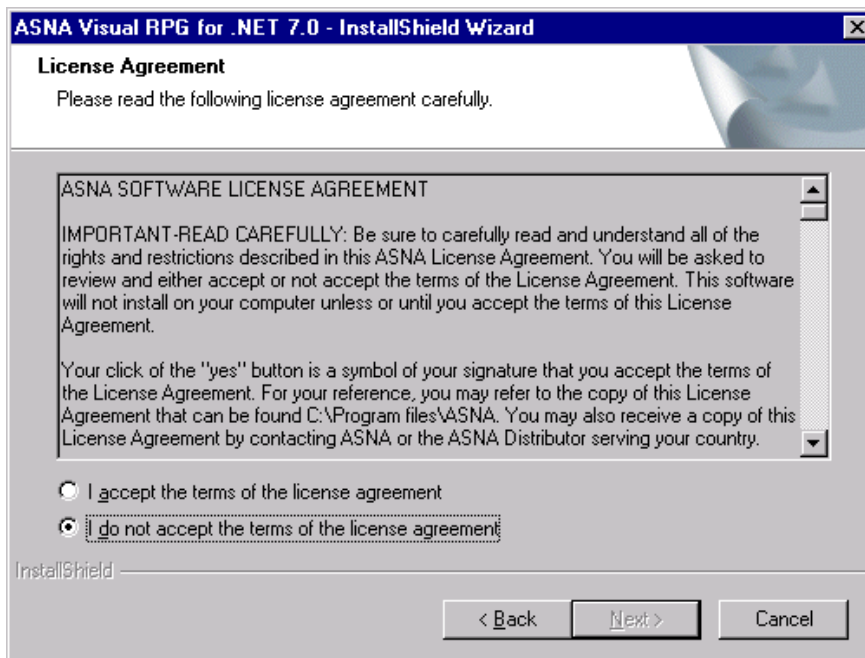 ASNA Visual RPG for .NET 7.0 - InstallShield Wizard
License Agreement
Please read the following license agreement carefully.
ASNA SOFTWARE LICENSE AGREEMENT
IMPORTANT-READ CAREFULLY: Be sure to carefully read and understand all of the
rights and restrictions described in this ASNA License Agreement. You will be asked to
review and either accept or not accept the terms of the License Agreement. This software
will not install on your computer unless or until you accept the terms of this License
Agreement.
Your click of the "yes" button is a symbol of your signature that you accept the terms of
the License Agreement. For your reference, you may refer to the copy of this License
Agreement that can be found C:\Program files\ASNA. You may also receive a copy of this
License Agreement by contacting ASNA or the ASNA Distributor serving your country.
I accept the terms of the license agreement
I do not accept the terms of the license agreement
InstallShield
< Back
Next >
Cancel